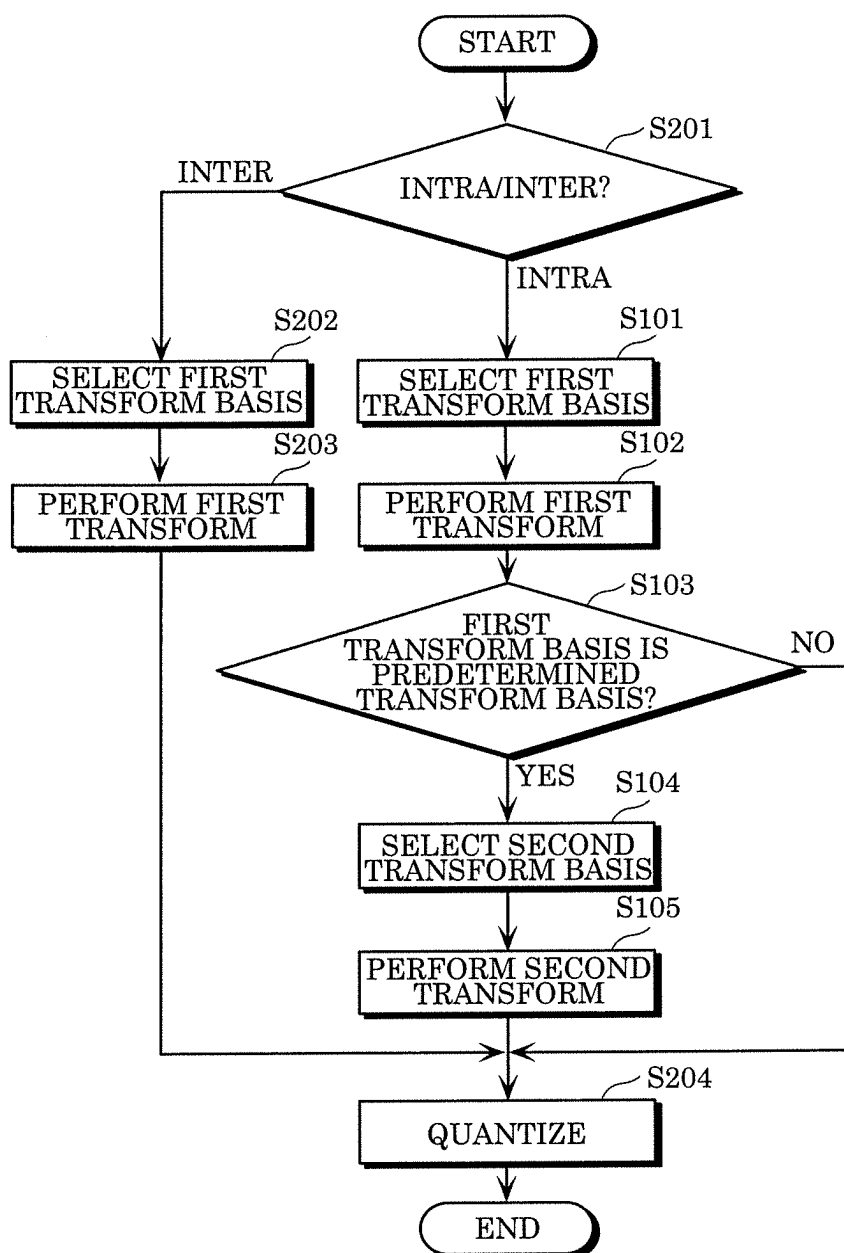 START
S201
INTER
INTRA/INTER?
INTRA
S202
S101
SELECT FIRST
TRANSFORM BASIS
SELECT FIRST
TRANSFORM BASIS
S203
S102
PERFORM FIRST
TRANSFORM
PERFORM FIRST
TRANSFORM
S103
FIRST
TRANSFORM BASIS IS
PREDETERMINED
TRANSFORM BASIS?
NO
YES
S104
SELECT SECOND
TRANSFORM BASIS
S105
PERFORM SECOND
TRANSFORM
S204
QUANTIZE
END